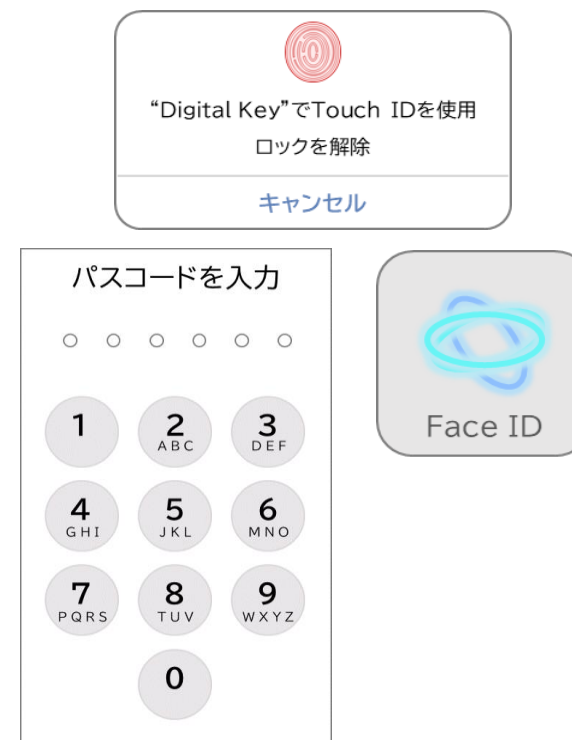 “Digital Key”でTouch IDを使用
ロックを解除
キャンセル
パスコードを入力
1
2
ABC
3
DEF
4
GHI
5
JKL
6
MNO
7
PQRS
8
TUV
9
WXYZ
0
Face ID